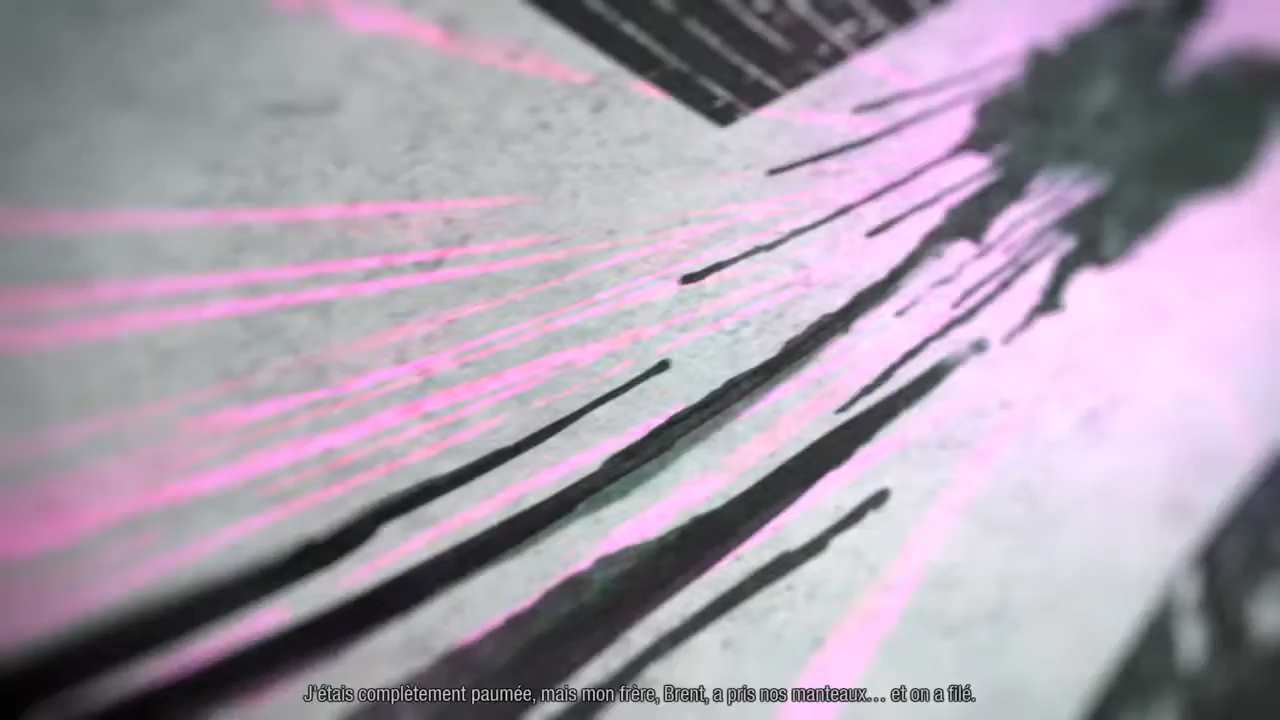 J'étais complètement paumée, mais mon frère, Brent, a pris nos manteaux… et on a filé.